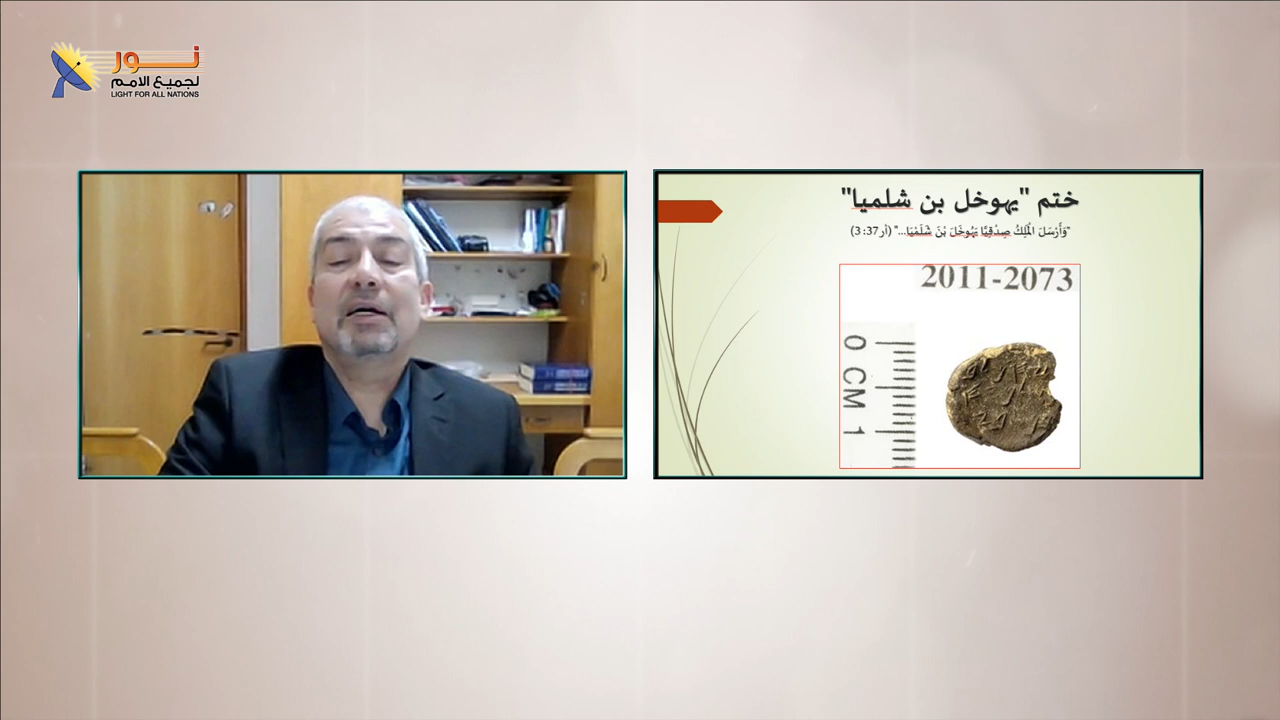 نور
لجميع الامم
LIGHT FOR ALL NATIONS
ختم "يهوخل بن شلميا"
"وَأَرْسَلَ الْمَلِكُ صِدْقِيَّا يَهُوخَلَ بْنَ شَلَمْيَا..." (أر37: 3)
2011-2073
0 CM 1